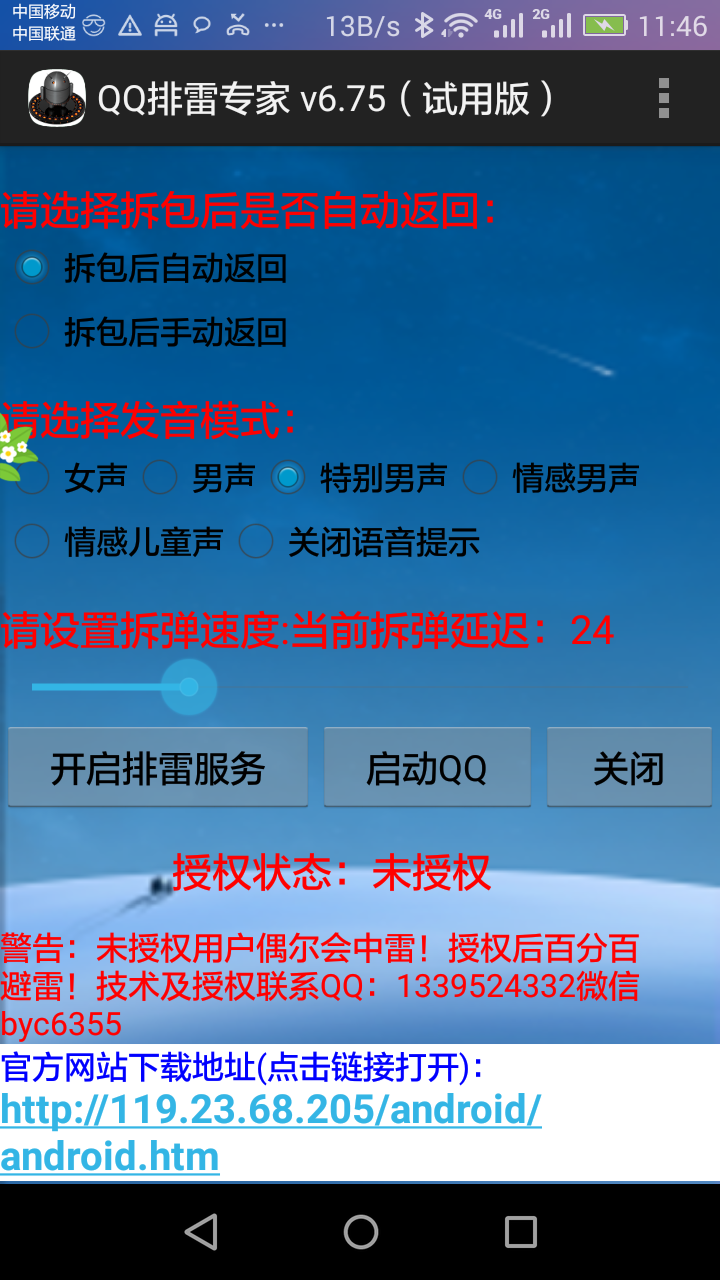 中国移动
中国联通
13B/s 4G 2G 11:46
QQ排雷专家 v6.75（试用版）
请选择拆包后是否自动返回：
拆包后自动返回
拆包后手动返回
请选择发音模式：
女声 男声 特别男声 情感男声
情感儿童声 关闭语音提示
请设置拆弹速度:当前拆弹延迟：24
开启排雷服务 启动QQ 关闭
授权状态：未授权
警告：未授权用户偶尔会中雷！授权后百分百
避雷！技术及授权联系QQ：1339524332微信
byc6355
官方网站下载地址(点击链接打开)：
http://119.23.68.205/android/
android.htm